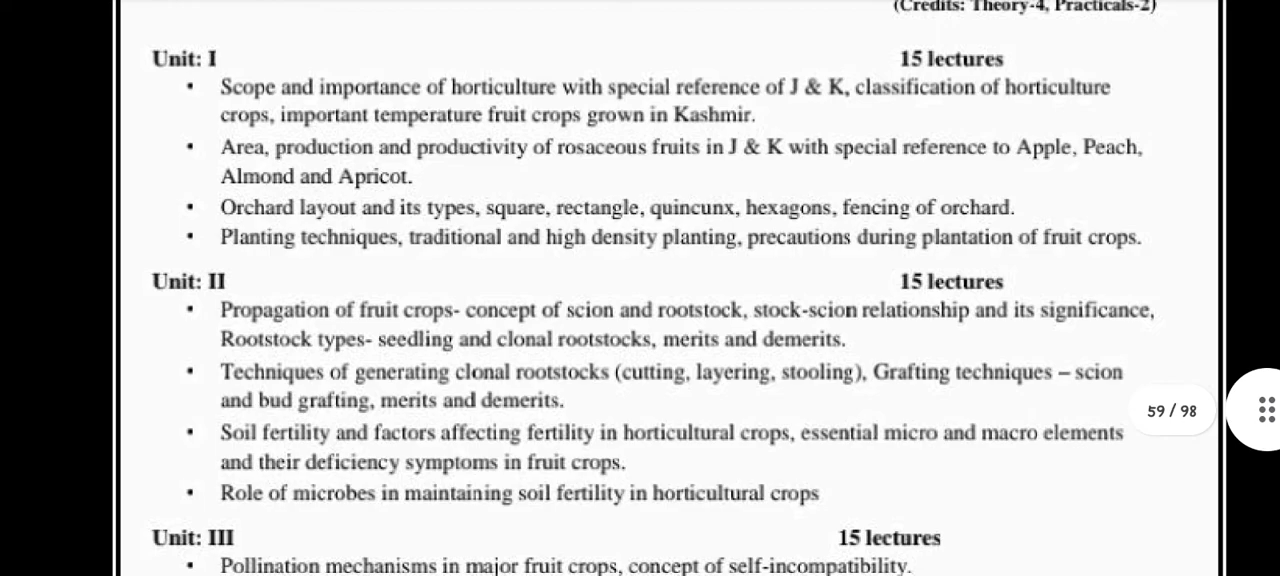 (Credits: Theory-4, Practicals-2)
Unit: I 15 lectures
• Scope and importance of horticulture with special reference of J & K, classification of horticulture
crops, important temperature fruit crops grown in Kashmir.
• Area, production and productivity of rosaceous fruits in J & K with special reference to Apple, Peach,
Almond and Apricot.
• Orchard layout and its types, square, rectangle, quincunx, hexagons, fencing of orchard.
• Planting techniques, traditional and high density planting, precautions during plantation of fruit crops.
Unit: II 15 lectures
• Propagation of fruit crops- concept of scion and rootstock, stock-scion relationship and its significance,
Rootstock types- seedling and clonal rootstocks, merits and demerits.
• Techniques of generating clonal rootstocks (cutting, layering, stooling), Grafting techniques – scion
and bud grafting, merits and demerits.
59 / 98
• Soil fertility and factors affecting fertility in horticultural crops, essential micro and macro elements
and their deficiency symptoms in fruit crops.
• Role of microbes in maintaining soil fertility in horticultural crops
Unit: III 15 lectures
• Pollination mechanisms in major fruit crops, concept of self-incompatibility.